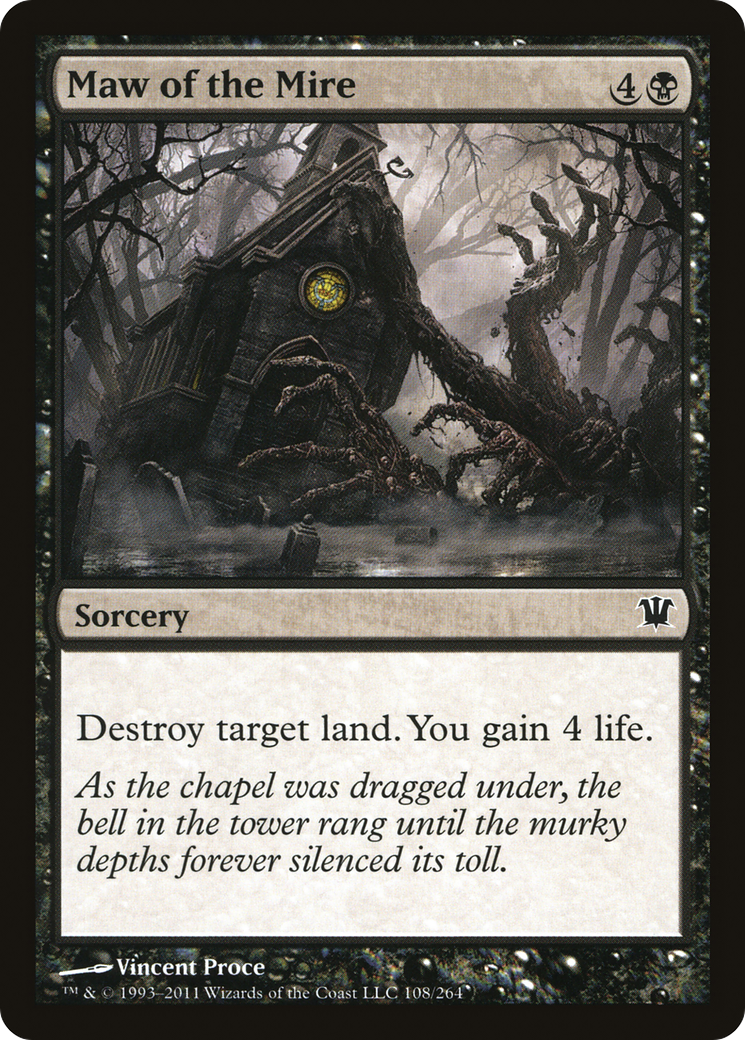 Maw of the Mire 4
Sorcery
Destroy target land. You gain 4 life.
As the chapel was dragged under, the
bell in the tower rang until the murky
depths forever silenced its toll.
Vincent Proce
™ & © 1993–2011 Wizards of the Coast LLC 108/264